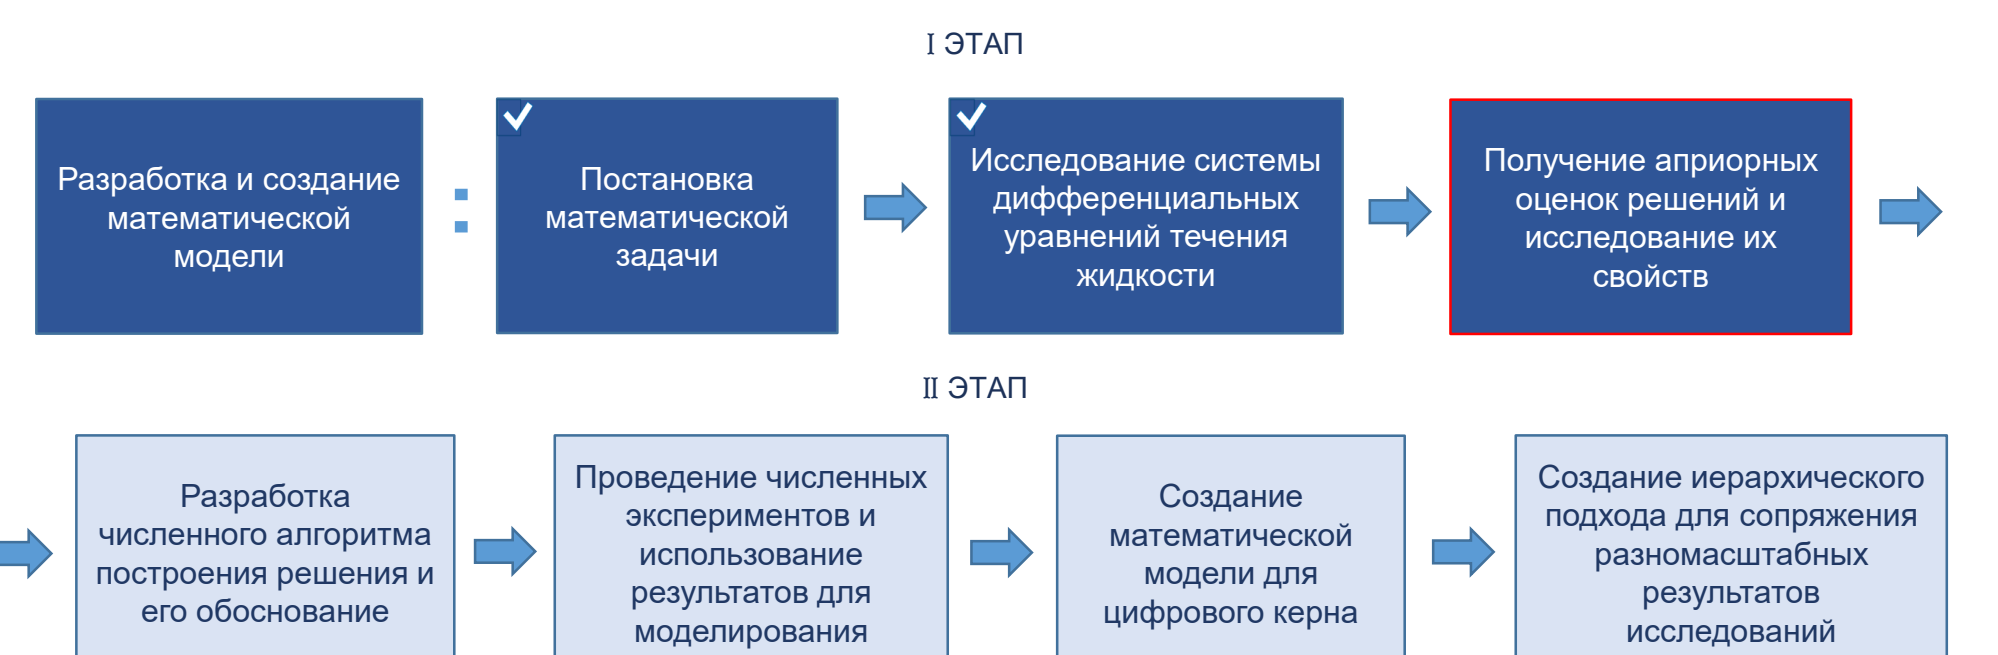 I ЭТАП
Разработка и создание
математической
модели
:
Постановка
математической
задачи
Исследование системы
дифференциальных
уравнений течения
жидкости
Получение априорных
оценок решений и
исследование их
свойств
II ЭТАП
Разработка
численного алгоритма
построения решения и
его обоснование
Проведение численных
экспериментов и
использование
результатов для
моделирования
Создание
математической
модели для
цифрового керна
Создание иерархического
подхода для сопряжения
разномасштабных
результатов
исследований